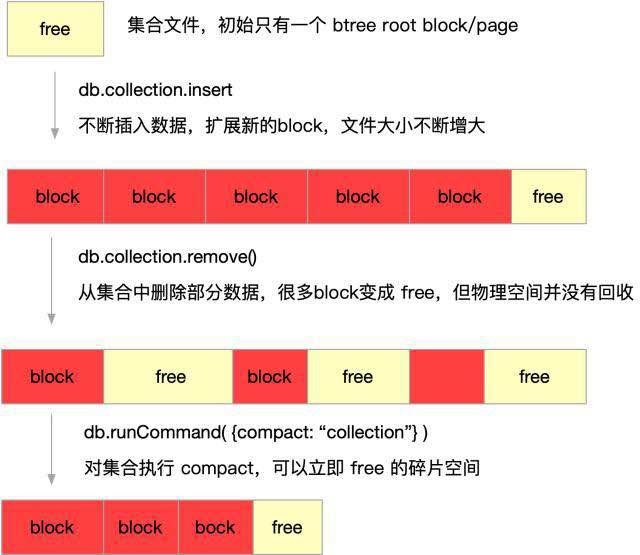 free
集合文件，初始只有一个 btree root block/page
db.collection.insert
不断插入数据，扩展新的block，文件大小不断增大
block block block block block free
db.collection.remove()
从集合中删除部分数据，很多block变成 free，但物理空间并没有回收
block free block free free
db.runCommand( {compact: “collection”} )
对集合执行 compact，可以立即 free 的碎片空间
block block bock free